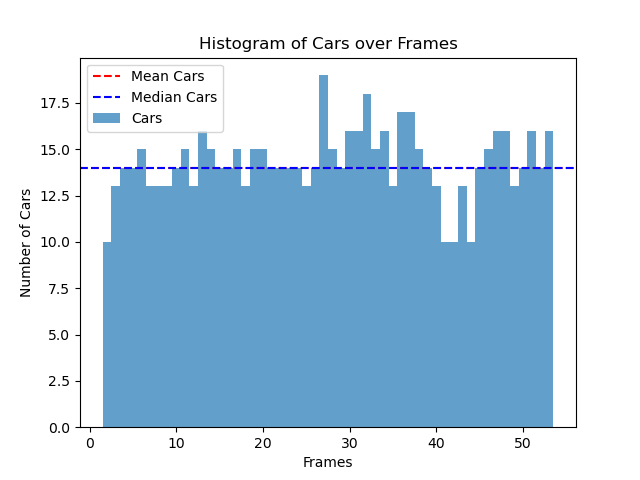 Histogram of Cars over Frames
Mean Cars
Median Cars
Cars
Number of Cars
17.5
15.0
12.5
10.0
7.5
5.0
2.5
0.0
0 10 20 30 40 50
Frames